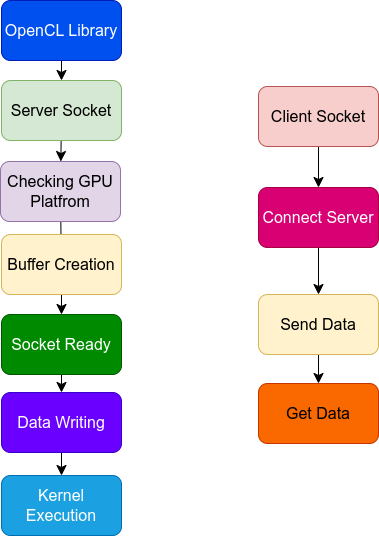 OpenCL Library
Server Socket
Checking GPU
Platfrom
Buffer Creation
Socket Ready
Data Writing
Kernel
Execution
Client Socket
Connect Server
Send Data
Get Data